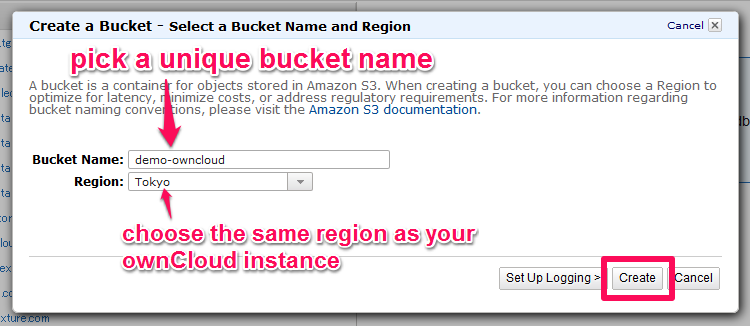 Create a Bucket - Select a Bucket Name and Region
Cancel
pick a unique bucket name
A bucket is a container for objects stored in Amazon S3. When creating a bucket, you can choose a Region to
optimize for latency, minimize costs, or address regulatory requirements. For more information regarding
bucket naming conventions, please visit the Amazon S3 documentation.
Bucket Name: demo-owncloud
Region: Tokyo
choose the same region as your
ownCloud instance
Set Up Logging > Create Cancel
xture.com